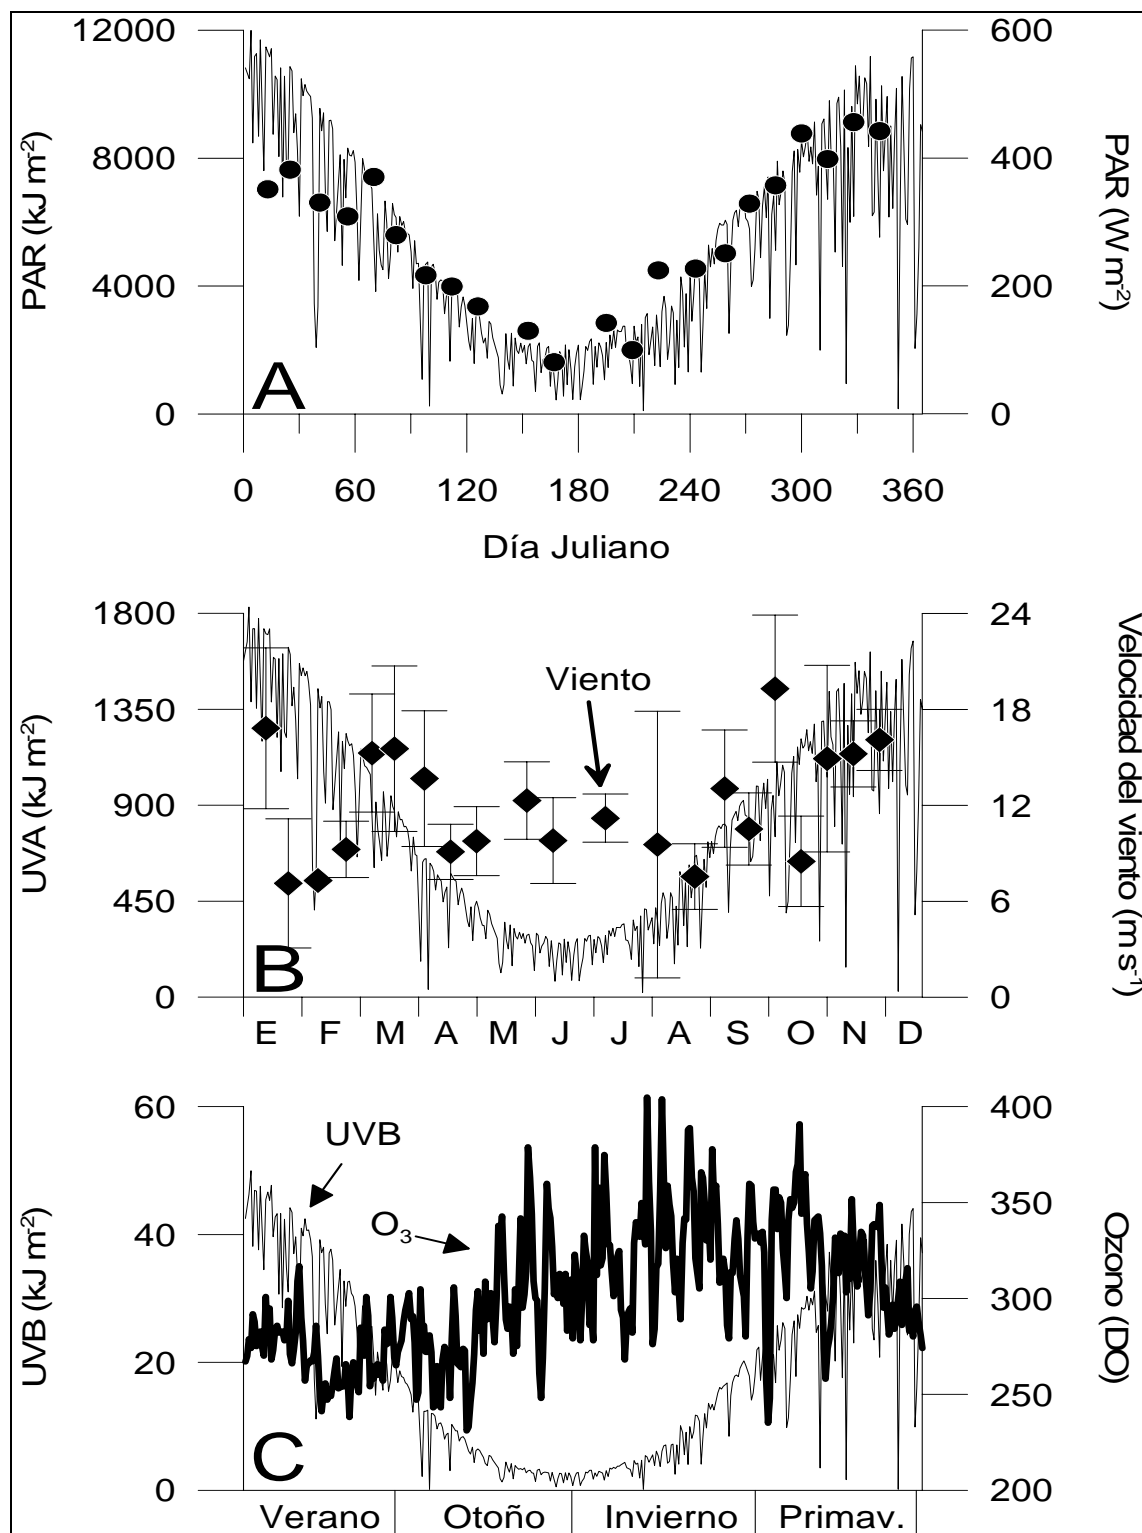 12000
8000
4000
0
PAR (kJ m⁻²)
600
400
200
0
PAR (W m⁻²)
A
0 60 120 180 240 300 360
Día Juliano
1800
1350
900
450
0
UVA (kJ m⁻²)
24
18
12
6
0
Velocidad del viento (m s⁻¹)
Viento
B
E F M A M J J A S O N D
60
40
20
0
UVB (kJ m⁻²)
400
350
300
250
200
Ozono (DO)
UVB
O₃
C
Verano Otoño Invierno Primav.